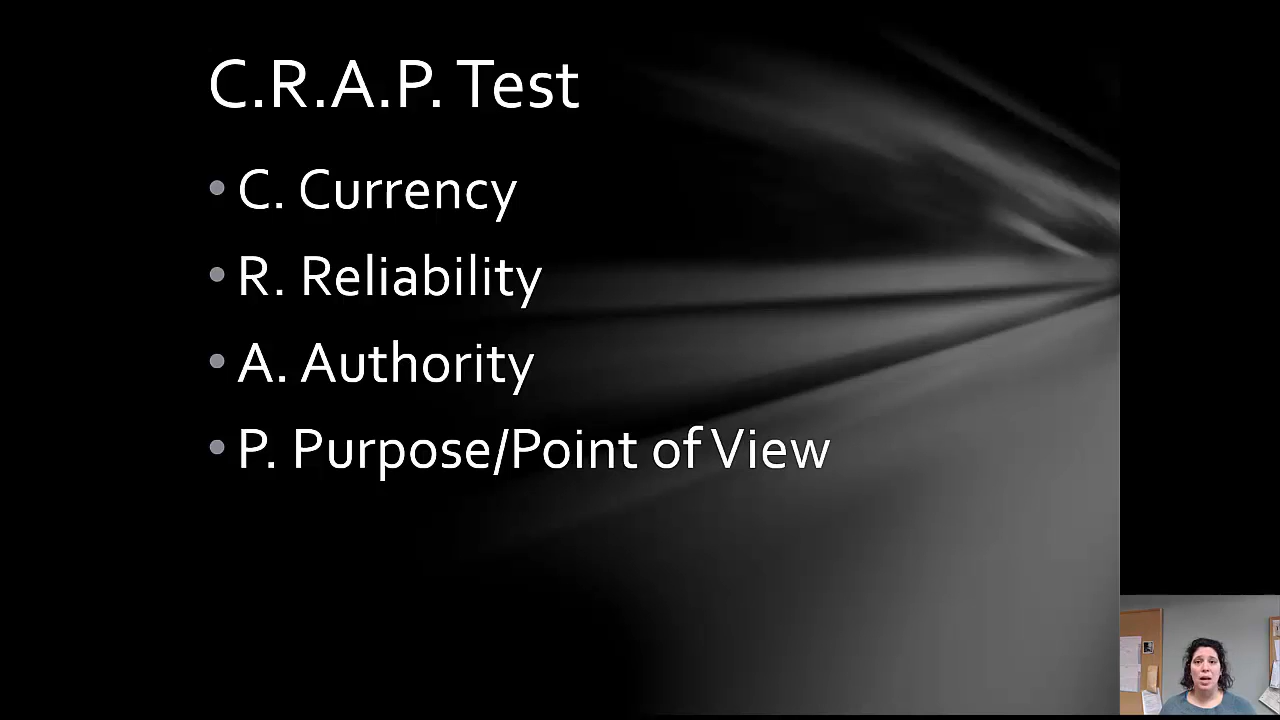 C.R.A.P. Test
• C. Currency
• R. Reliability
• A. Authority
• P. Purpose/Point of View